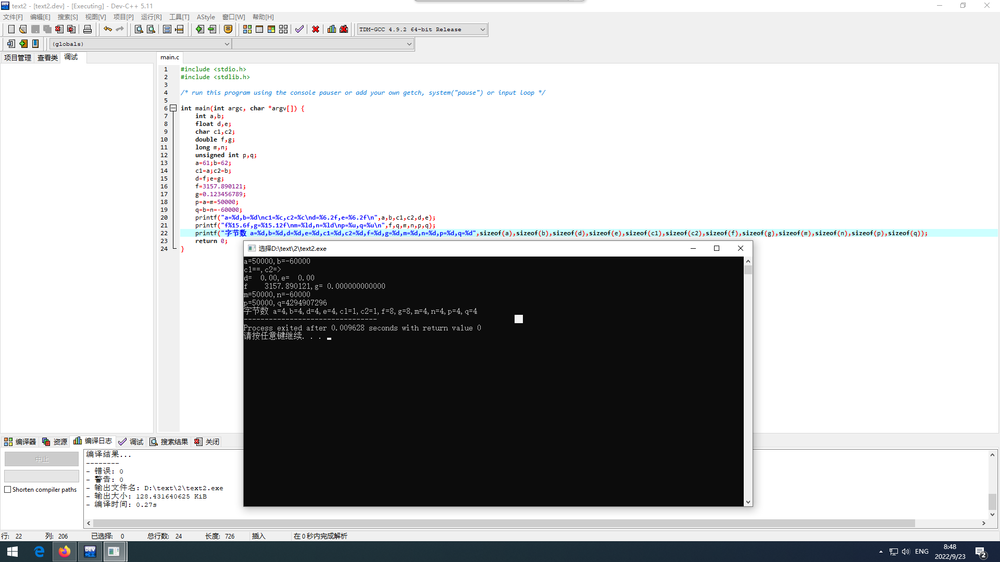 text2 - [text2.dev] - [Executing] - Dev-C++ 5.11
文件[F] 编辑[E] 搜索[S] 视图[V] 项目[P] 运行[R] 工具[T] AStyle 窗口[W] 帮助[H]
TDM-GCC 4.9.2 64-bit Release
(globals)
项目管理 查看类 调试
main.c
1 #include <stdio.h>
2 #include <stdlib.h>
3
4 /* run this program using the console pauser or add your own getch, system("pause") or input loop */
5
6 int main(int argc, char *argv[]) {
7 int a,b;
8 float d,e;
9 char c1,c2;
10 double f,g;
11 long m,n;
12 unsigned int p,q;
13 a=61;b=62;
14 c1=a;c2=b;
15 d=f;e=g;
16 f=3157.890121;
17 g=0.123456789;
18 p=a=m=50000;
19 q=b=n=-60000;
20 printf("a=%d,b=%d\nc1=%c,c2=%c\nd=%6.2f,e=%6.2f\n",a,b,c1,c2,d,e);
21 printf("f%15.6f,g=%15.12f\nm=%ld,n=%ld\np=%u,q=%u\n",f,q,m,n,p,q);
22 printf("字节数 a=%d,b=%d,d=%d,e=%d,c1=%d,c2=%d,f=%d,g=%d,m=%d,n=%d,p=%d,q=%d",sizeof(a),sizeof(b),sizeof(d),sizeof(e),sizeof(c1),sizeof(c2),sizeof(f),sizeof(g),sizeof(m),sizeof(n),sizeof(p),sizeof(q));
23 return 0;
24 }
选择D:\text\2\text2.exe
a=50000,b=-60000
c1==,c2=>
d=  0.00,e=  0.00
f    3157.890121,g= 0.000000000000
m=50000,n=-60000
p=50000,q=4294907296
字节数 a=4,b=4,d=4,e=4,c1=1,c2=1,f=8,g=8,m=4,n=4,p=4,q=4
--------------------------------
Process exited after 0.009628 seconds with return value 0
请按任意键继续. . .
编译器 资源 编译日志 调试 搜索结果 关闭
中止
Shorten compiler paths
编译结果...
--------
- 错误: 0
- 警告: 0
- 输出文件名: D:\text\2\text2.exe
- 输出大小: 128.431640625 KiB
- 编译时间: 0.27s
行: 22 列: 206 已选择: 0 总行数: 24 长度: 726 插入 在 0 秒内完成解析
DEV
ENG
8:48
2022/9/23
2